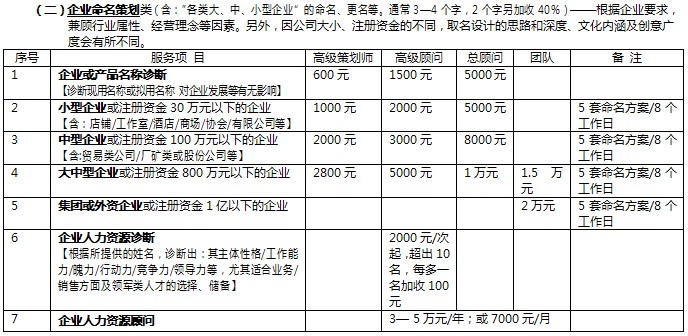 （二）企业命名策划类（含：“各类大、中、小型企业”的命名、更名等。通常 3—4 个字，2 个字另加收 40%）——根据企业要求，
兼顾行业属性、经营理念等因素。另外，因公司大小、注册资金的不同，取名设计的思路和深度、文化内涵及创意广
度会有所不同。
序号 服务项 目 高级策划师 高级顾问 总顾问 团队 备 注
1 企业或产品名称诊断 600 元 1500 元 5000元
【诊断现用名称或拟用名称 对企业发展等有无影响】
2 小型企业或注册资金 30 万元以下的企业 1000 元 2000 元 5000元 5 套命名方案/8 个
【含：店铺/工作室/酒店/商场/协会/有限公司等】 工作日
3 中型企业或注册资金 100 万元以下的企业 2000 元 3000 元 8000元 5 套命名方案/8 个
【含:贸易类公司/厂矿类或股份公司等】 工作日
4 大中型企业或注册资金 800 万元以下的企业 2800 元 5000 元 1 万元 1.5 万 5 套命名方案/8 个
元 工作日
5 集团或外资企业或注册资金 1 亿以下的企业 2 万元 5 套命名方案/8 个
工作日
6 企业人力资源诊断 2000 元/次
【根据所提供的姓名，诊断出：其主体性格/工作能 起，超出 10
力/魄力/行动力/竞争力/领导力等，尤其适合业务/ 名，每多一
销售方面及领军类人才的选择、储备】 名加收 100
元
7 企业人力资源顾问 3— 5 万元/年；或 7000 元/月